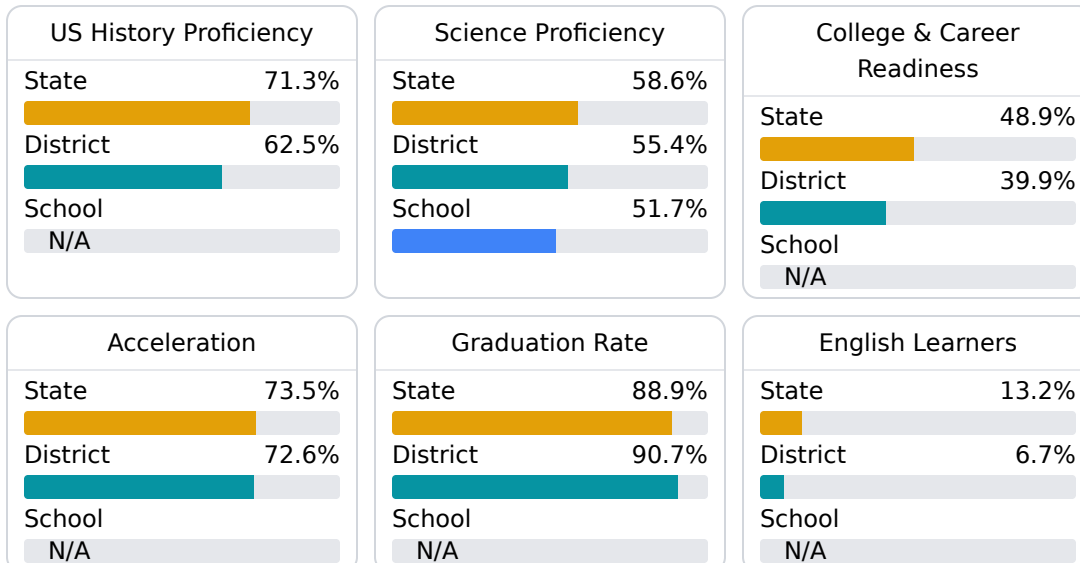 US History Proficiency
State 71.3%
District 62.5%
School
N/A
Science Proficiency
State 58.6%
District 55.4%
School 51.7%
College & Career
Readiness
State 48.9%
District 39.9%
School
N/A
Acceleration
State 73.5%
District 72.6%
School
N/A
Graduation Rate
State 88.9%
District 90.7%
School
N/A
English Learners
State 13.2%
District 6.7%
School
N/A